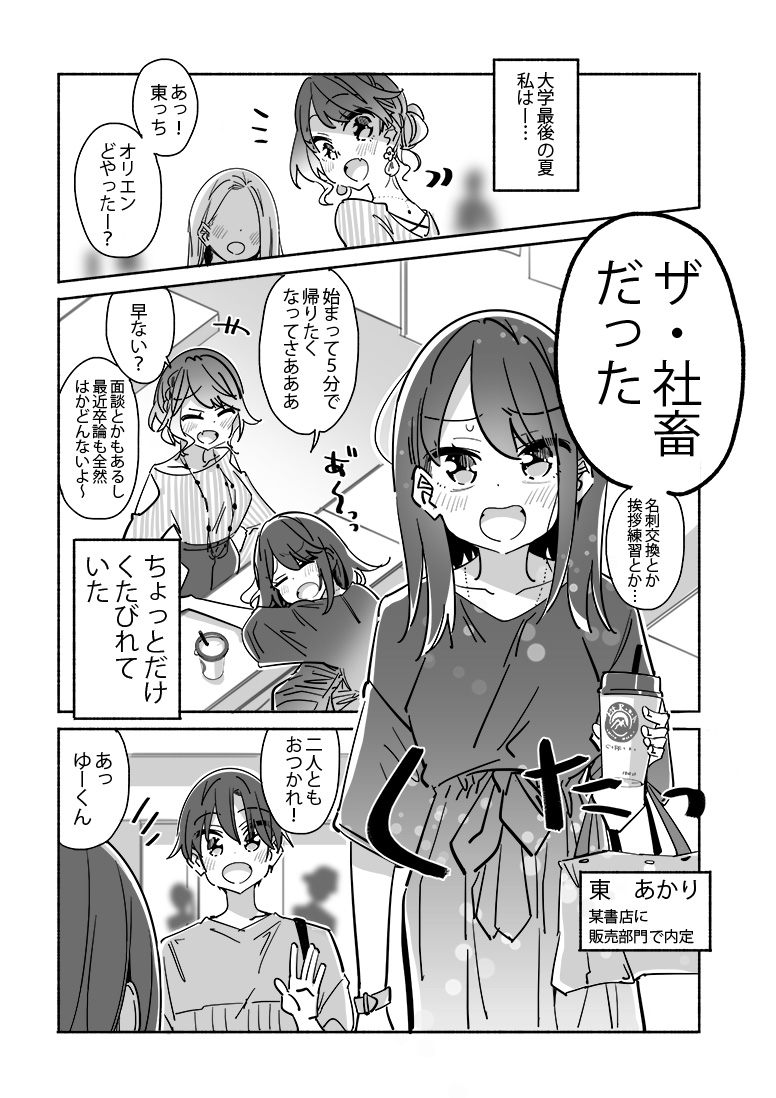 大学最後の夏
私はー…
あっ！
東っち
オリエン
どやったー？
ザ・社畜
だった
名刺交換とか
挨拶練習とか…
始まって５分で
帰りたく
なってさぁぁぁ
あ〜っっ
早ない？
面談とかもあるし
最近卒論も全然
はかどんないよ〜
ちょっとだけ
くたびれて
いた
くたっ
東　あかり
某書店に
販売部門で内定
二人とも
おつかれ！
あっ
ゆーくん